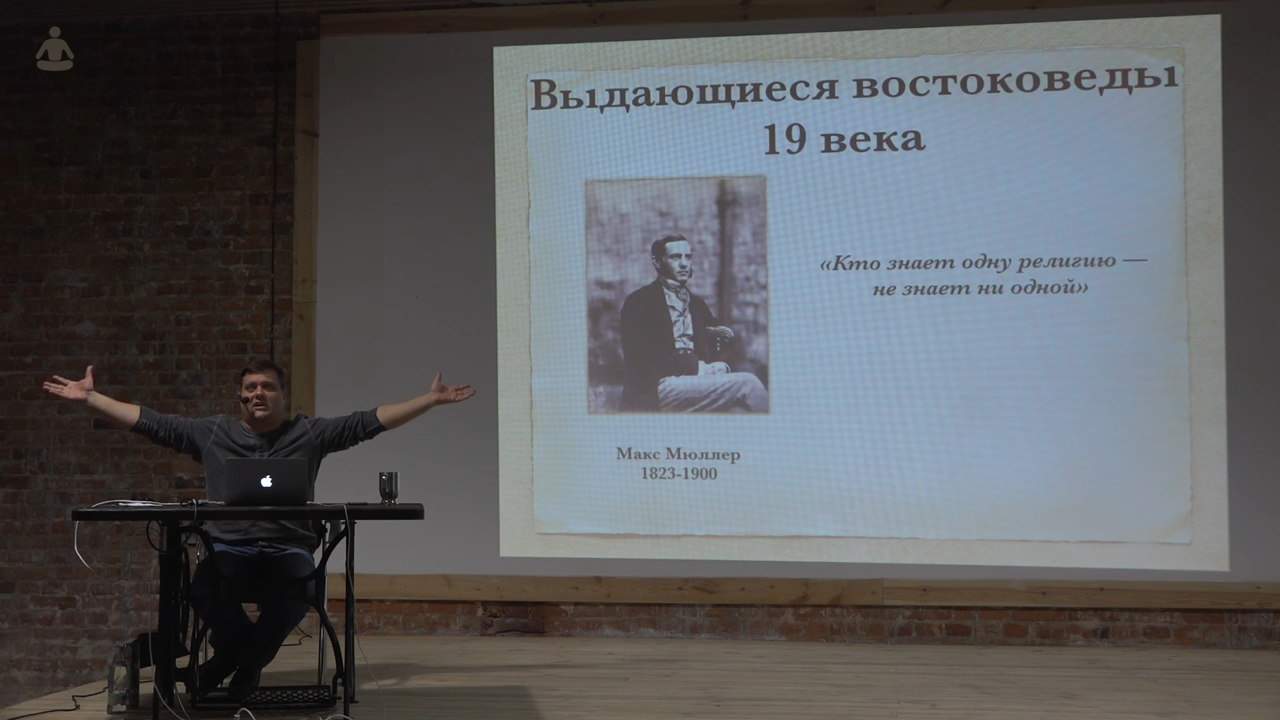 Выдающиеся востоковеды
19 века
«Кто знает одну религию —
не знает ни одной»
Макс Мюллер
1823-1900